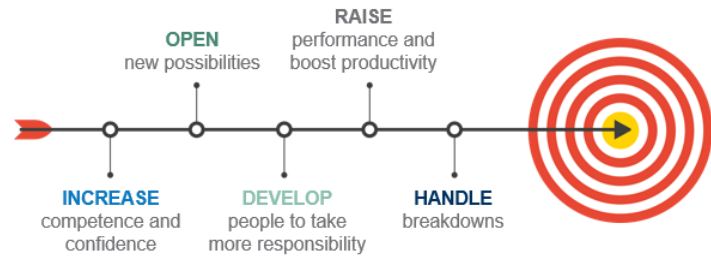 INCREASE
competence and
confidence
OPEN
new possibilities
DEVELOP
people to take
more responsibility
RAISE
performance and
boost productivity
HANDLE
breakdowns